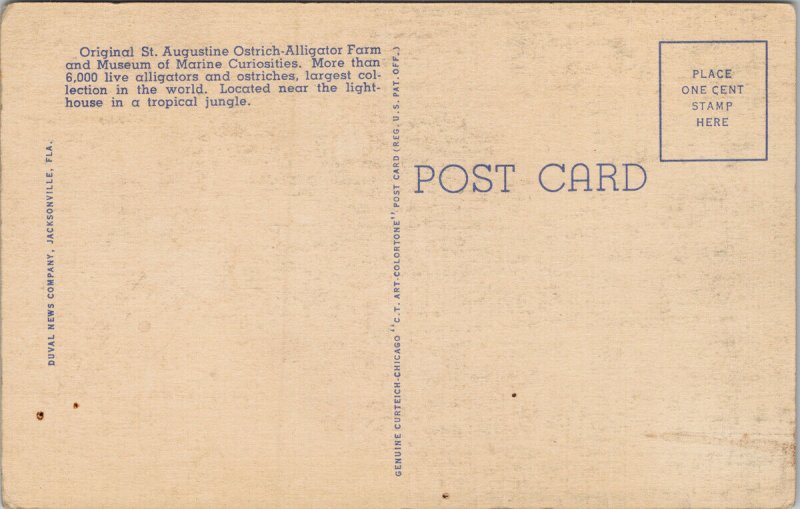 Original St. Augustine Ostrich-Alligator Farm
and Museum of Marine Curiosities. More than
6,000 live alligators and ostriches, largest col-
lection in the world. Located near the light-
house in a tropical jungle.
DUVAL NEWS COMPANY, JACKSONVILLE, FLA.
GENUINE CURTEICH-CHICAGO "C.T. ART-COLORTONE" POST CARD (REG. U.S. PAT. OFF.)
POST CARD
PLACE
ONE CENT
STAMP
HERE